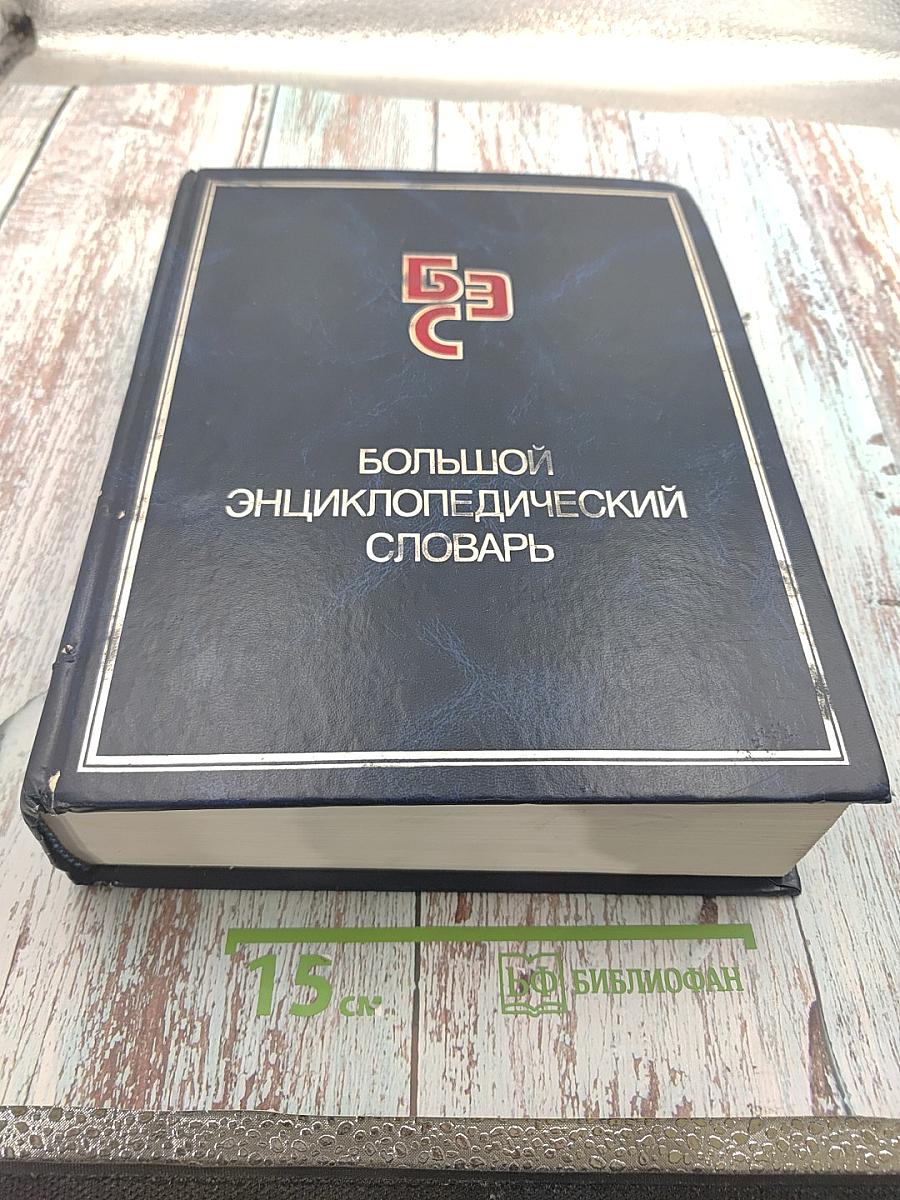 БЭС
БОЛЬШОЙ
ЭНЦИКЛОПЕДИЧЕСКИЙ
СЛОВАРЬ
15 см
БФ БИБЛИОФАН